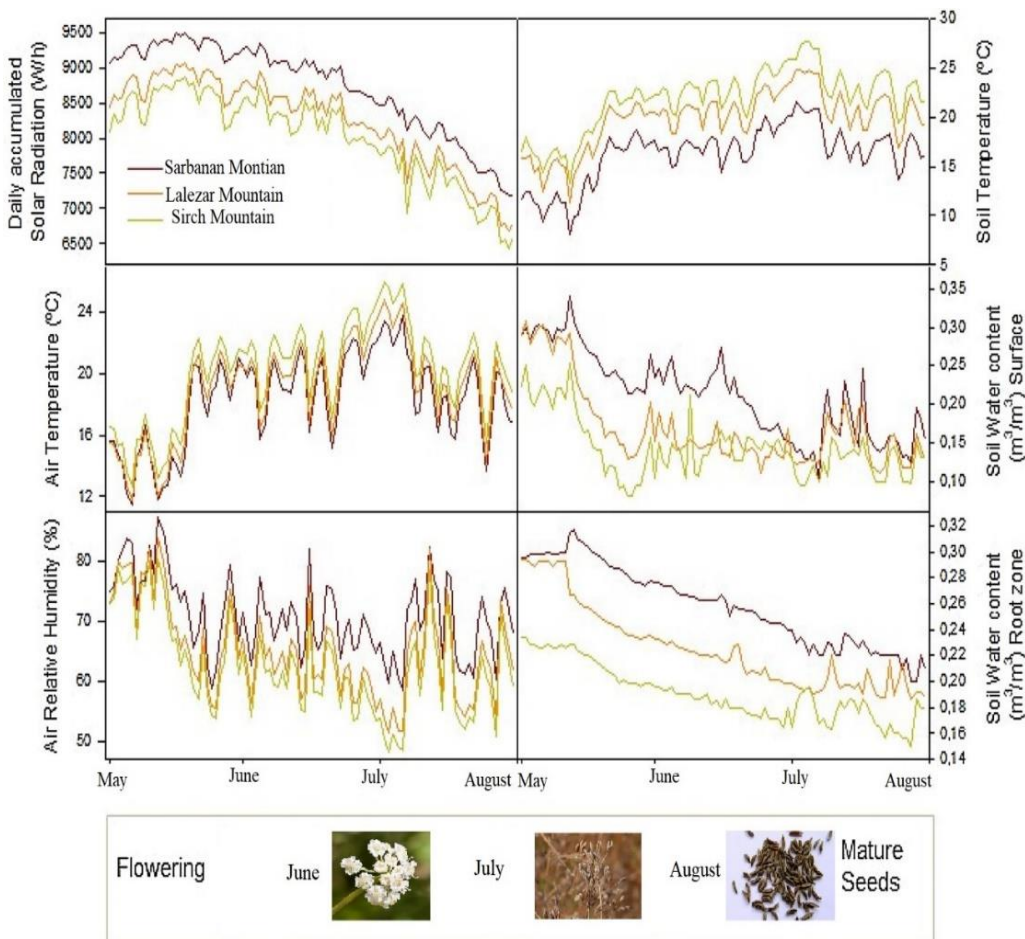 Daily accumulated
Solar Radiation (W/h)
9500
9000
8500
8000
7500
7000
6500
Sarbanan Montian
Lalezar Mountain
Sirch Mountain
30
25
20
15
10
5
Soil Temperature (ºC)
Air Temperature (ºC)
24
20
16
12
0,35
0,30
0,25
0,20
0,15
0,10
Soil Water content
(m³/m³) Surface
Air Relative Humidity (%)
80
70
60
50
0,32
0,30
0,28
0,26
0,24
0,22
0,20
0,18
0,16
0,14
Soil Water content
(m³/m³) Root zone
May
June
July
August
May
June
July
August
Flowering
June
July
August
Mature
Seeds